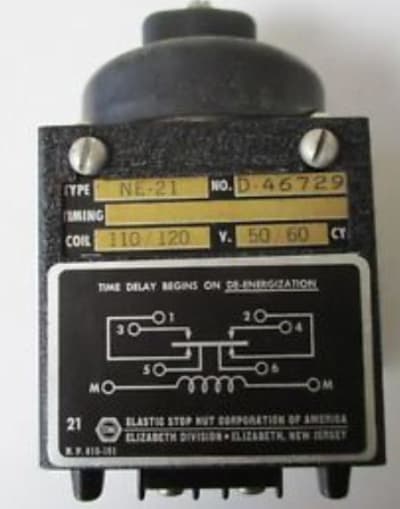 TYPE NE-21 NO. D-46729
TIMING
COIL 110/120 V. 50/60 CY
TIME DELAY BEGINS ON DE-ENERGIZATION
1 2
3 4
5 6
M M
21 ELASTIC STOP NUT CORPORATION OF AMERICA
ELIZABETH DIVISION • ELIZABETH, NEW JERSEY